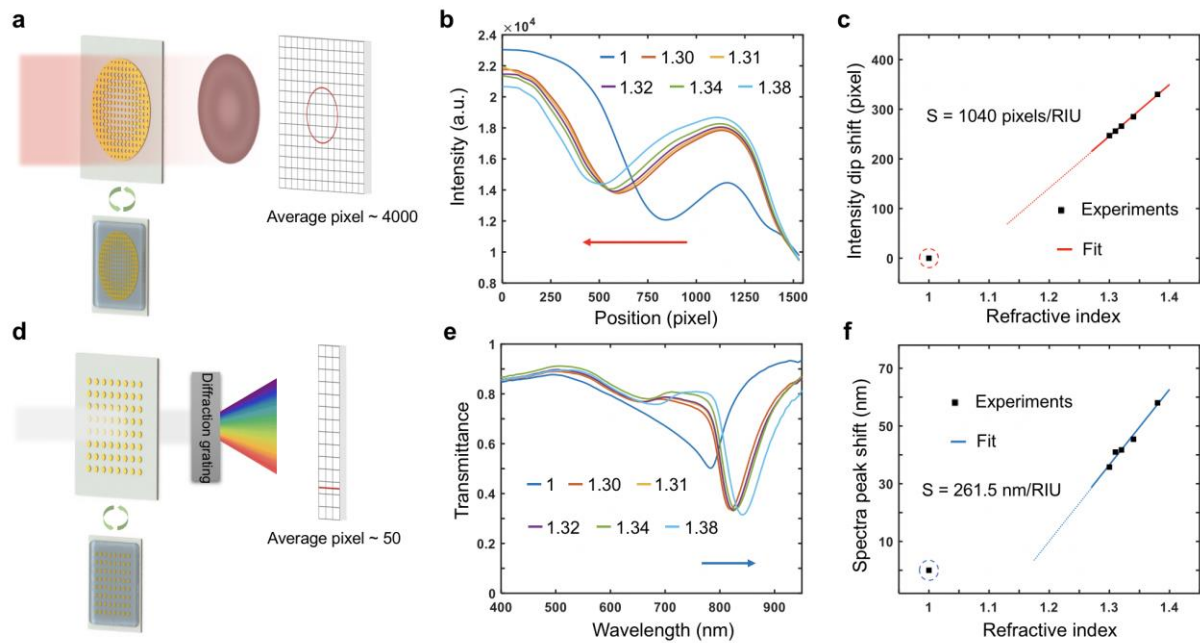 a
Average pixel ~ 4000
b
×10⁴
2.4
2.2
2.0
1.8
1.6
1.4
1.2
1.0
0.8
Intensity (a.u.)
1 1.30 1.31
1.32 1.34 1.38
0 250 500 750 1000 1250 1500
Position (pixel)
c
400
300
200
100
0
Intensity dip shift (pixel)
S = 1040 pixels/RIU
Experiments
Fit
1 1.1 1.2 1.3 1.4
Refractive index
d
Diffraction grating
Average pixel ~ 50
e
1
0.8
0.6
0.4
0.2
0
Transmittance
1 1.30 1.31
1.32 1.34 1.38
400 500 600 700 800 900
Wavelength (nm)
f
70
50
30
10
Spectra peak shift (nm)
Experiments
Fit
S = 261.5 nm/RIU
1 1.1 1.2 1.3 1.4
Refractive index